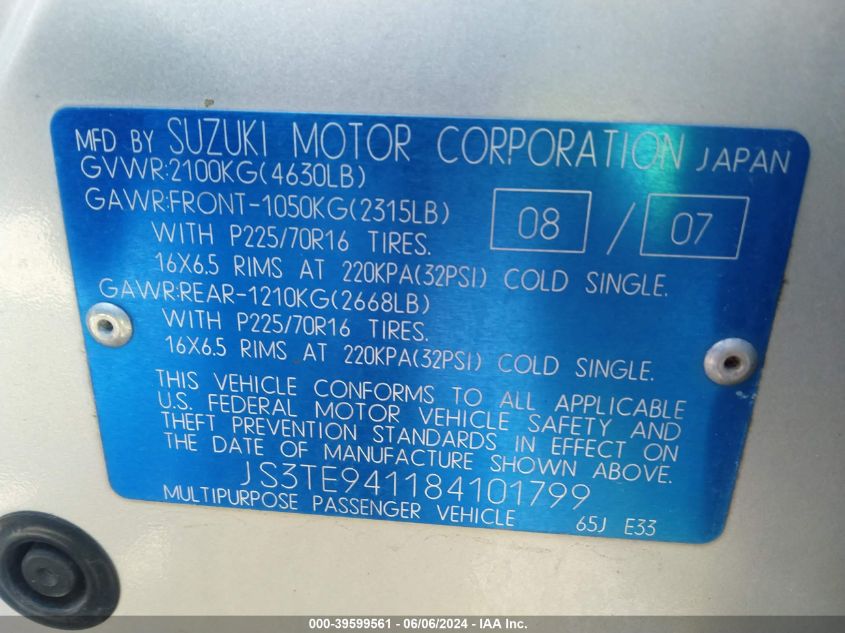 MFD BY SUZUKI MOTOR CORPORATION JAPAN
GVWR:2100KG(4630LB)
GAWR:FRONT-1050KG(2315LB) 08 / 07
WITH P225/70R16 TIRES.
16X6.5 RIMS AT 220KPA(32PSI) COLD SINGLE.
GAWR:REAR-1210KG(2668LB)
WITH P225/70R16 TIRES.
16X6.5 RIMS AT 220KPA(32PSI) COLD SINGLE.
THIS VEHICLE CONFORMS TO ALL APPLICABLE
U.S. FEDERAL MOTOR VEHICLE SAFETY AND
THEFT PREVENTION STANDARDS IN EFFECT ON
THE DATE OF MANUFACTURE SHOWN ABOVE.
JS3TE941184101799
MULTIPURPOSE PASSENGER VEHICLE 65J E33
000-39599561 / 06/06/2024 - IAA Inc.